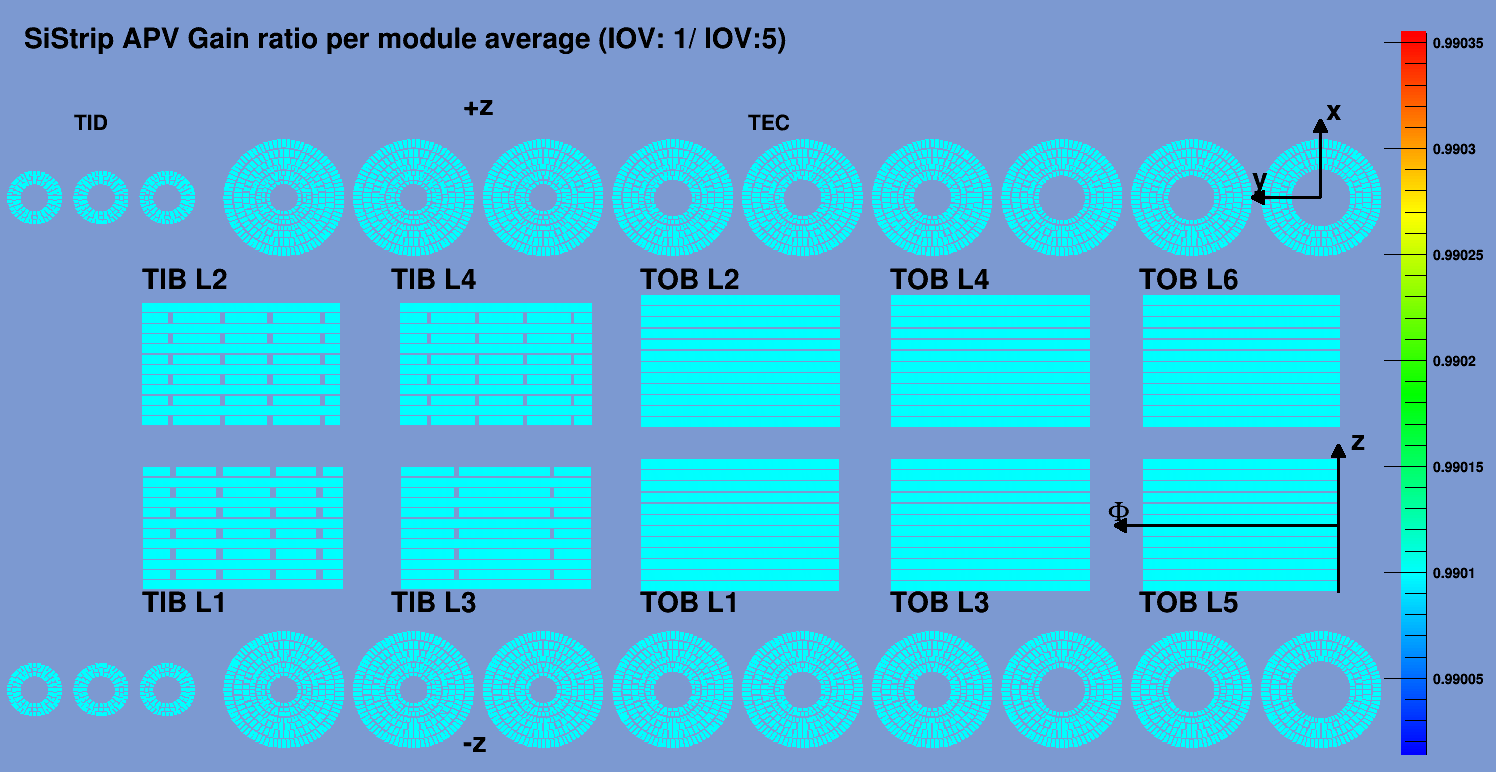 SiStrip APV Gain ratio per module average (IOV: 1/ IOV:5)
0.99035
+z
x
TID
TEC
0.9903
y
0.99025
TIB L2
TIB L4
TOB L2
TOB L4
TOB L6
0.9902
z
0.99015
Φ
0.9901
TIB L1
TIB L3
TOB L1
TOB L3
TOB L5
0.99005
-z